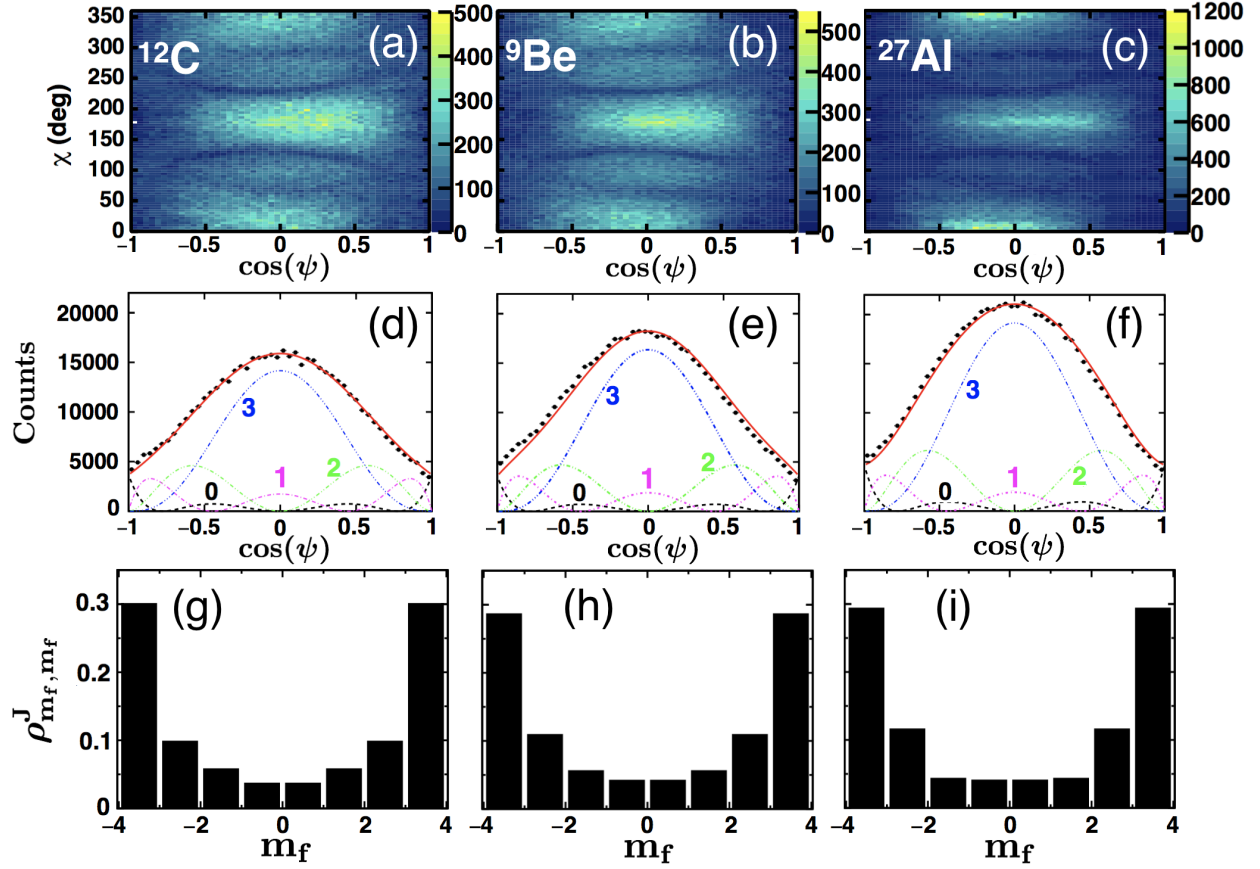 350
300
250
200
150
100
50
0
χ (deg)
¹²C
(a)
500
400
300
200
100
0
⁹Be
(b)
500
400
300
200
100
0
²⁷Al
(c)
1200
1000
800
600
400
200
0
−1 −0.5 0 0.5 1
cos(ψ)
−1 −0.5 0 0.5 1
cos(ψ)
−1 −0.5 0 0.5 1
cos(ψ)
20000
15000
10000
5000
0
Counts
(d)
3
1
2
0
(e)
3
1
2
0
(f)
3
1
2
0
−1 −0.5 0 0.5 1
cos(ψ)
−1 −0.5 0 0.5 1
cos(ψ)
−1 −0.5 0 0.5 1
cos(ψ)
0.3
0.2
0.1
0
ρᴶ mf,mf
(g)
(h)
(i)
−4 −2 0 2 4
mf
−4 −2 0 2 4
mf
−4 −2 0 2 4
mf